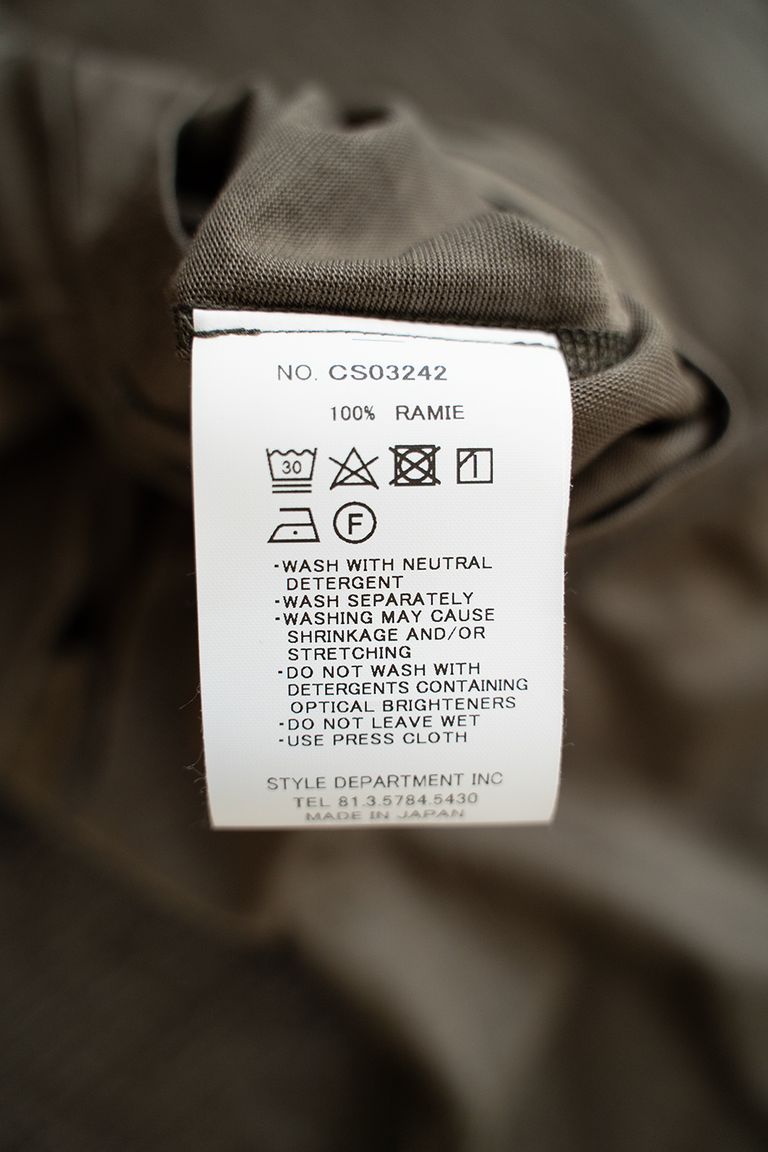 NO. CS03242
100% RAMIE
30 1
F
-WASH WITH NEUTRAL
DETERGENT
-WASH SEPARATELY
-WASHING MAY CAUSE
SHRINKAGE AND/OR
STRETCHING
-DO NOT WASH WITH
DETERGENTS CONTAINING
OPTICAL BRIGHTENERS
-DO NOT LEAVE WET
-USE PRESS CLOTH
STYLE DEPARTMENT INC
TEL 81.3.5784.5430
MADE IN JAPAN